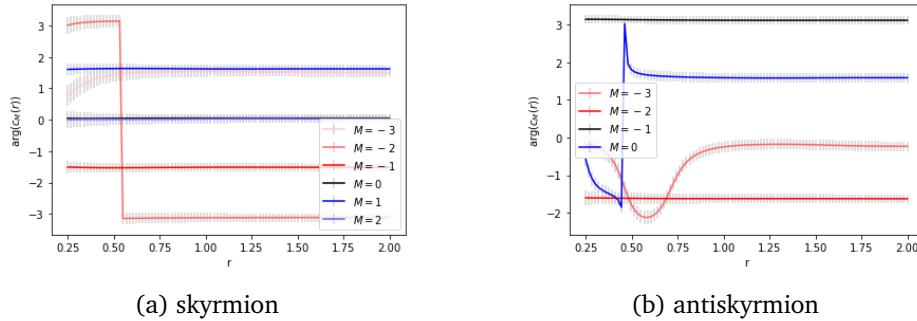 3
2
1
0
−1
−2
−3
arg(c_M(r))
0.25 0.50 0.75 1.00 1.25 1.50 1.75 2.00
r
M = −3
M = −2
M = −1
M = 0
M = 1
M = 2
(a) skyrmion
3
2
1
0
−1
−2
arg(c_M(r))
0.25 0.50 0.75 1.00 1.25 1.50 1.75 2.00
r
M = −3
M = −2
M = −1
M = 0
(b) antiskyrmion